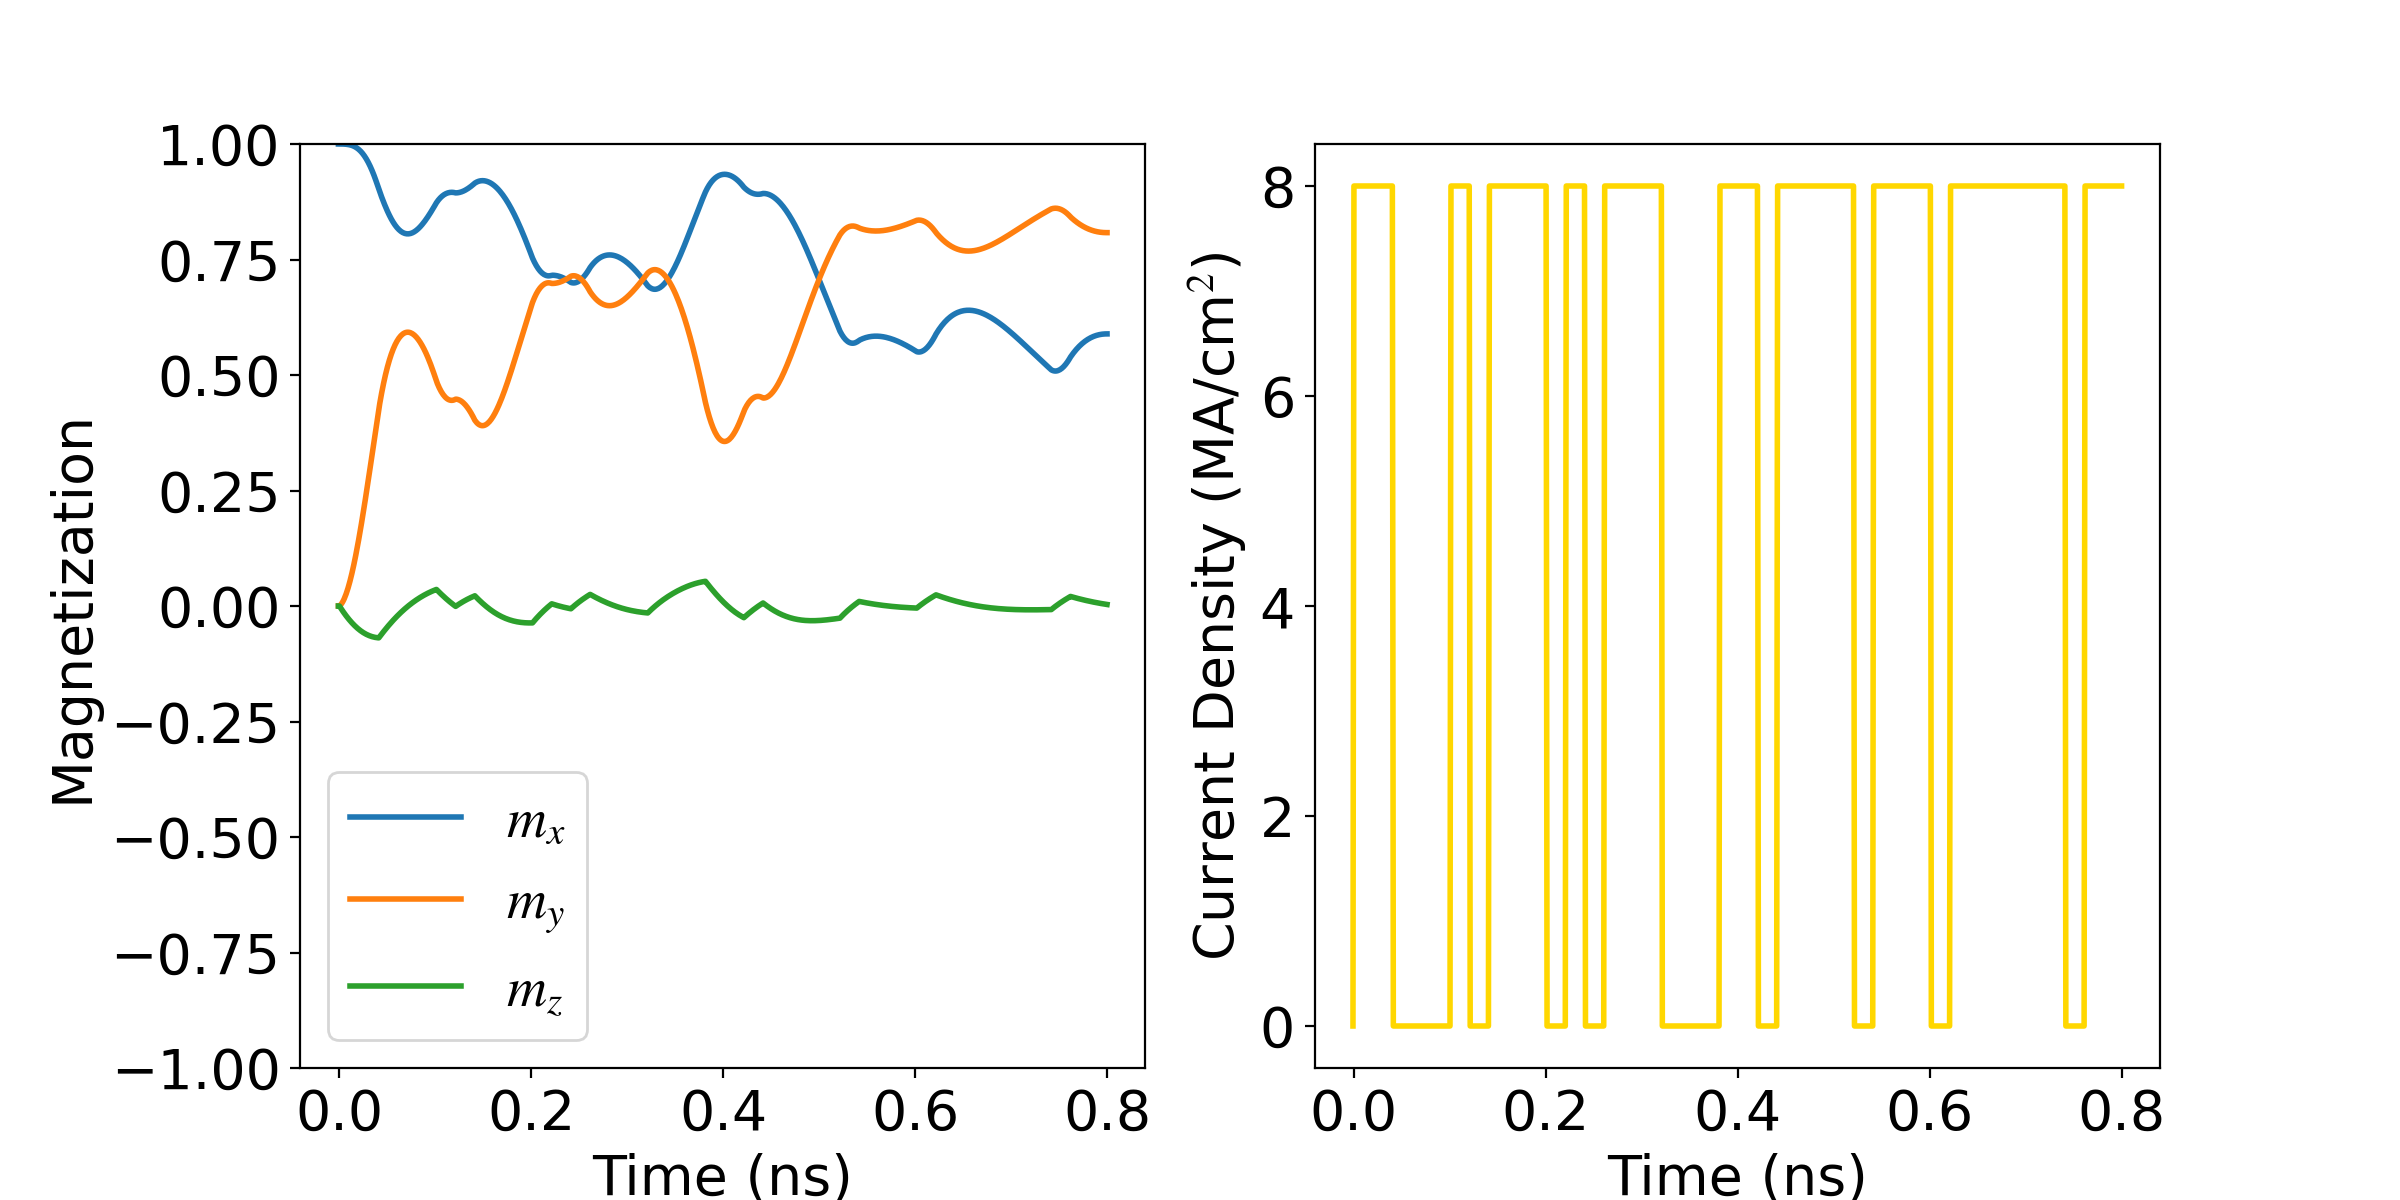 Magnetization
1.00
0.75
0.50
0.25
0.00
−0.25
−0.50
−0.75
−1.00
m_x
m_y
m_z
0.0 0.2 0.4 0.6 0.8
Time (ns)
Current Density (MA/cm²)
8
6
4
2
0
0.0 0.2 0.4 0.6 0.8
Time (ns)